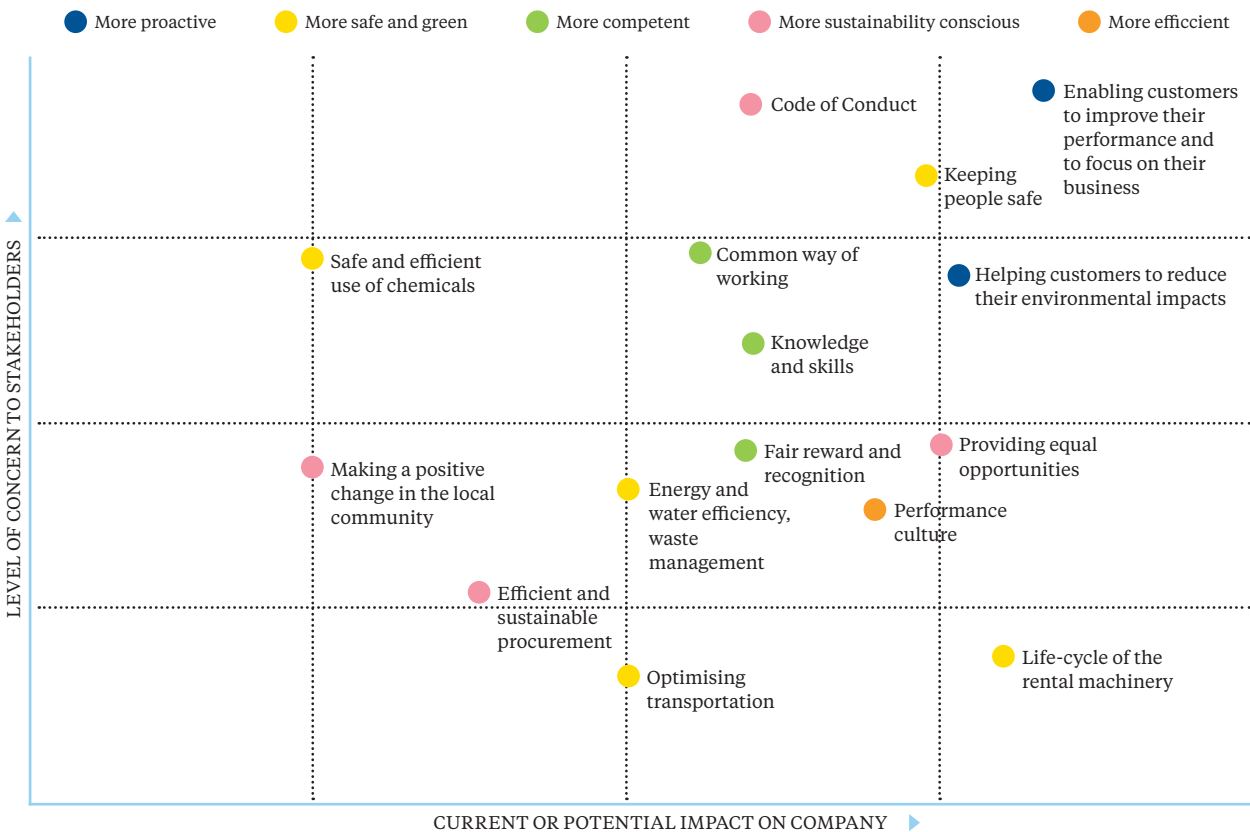 More proactive
More safe and green
More competent
More sustainability conscious
More efficcient
Code of Conduct
Enabling customers
to improve their
performance and
to focus on their
business
Keeping
people safe
Safe and efficient
use of chemicals
Common way of
working
Helping customers to reduce
their environmental impacts
Knowledge
and skills
Making a positive
change in the local
community
Fair reward and
recognition
Providing equal
opportunities
Energy and
water efficiency,
waste
management
Performance
culture
Efficient and
sustainable
procurement
Optimising
transportation
Life-cycle of the
rental machinery
LEVEL OF CONCERN TO STAKEHOLDERS
CURRENT OR POTENTIAL IMPACT ON COMPANY